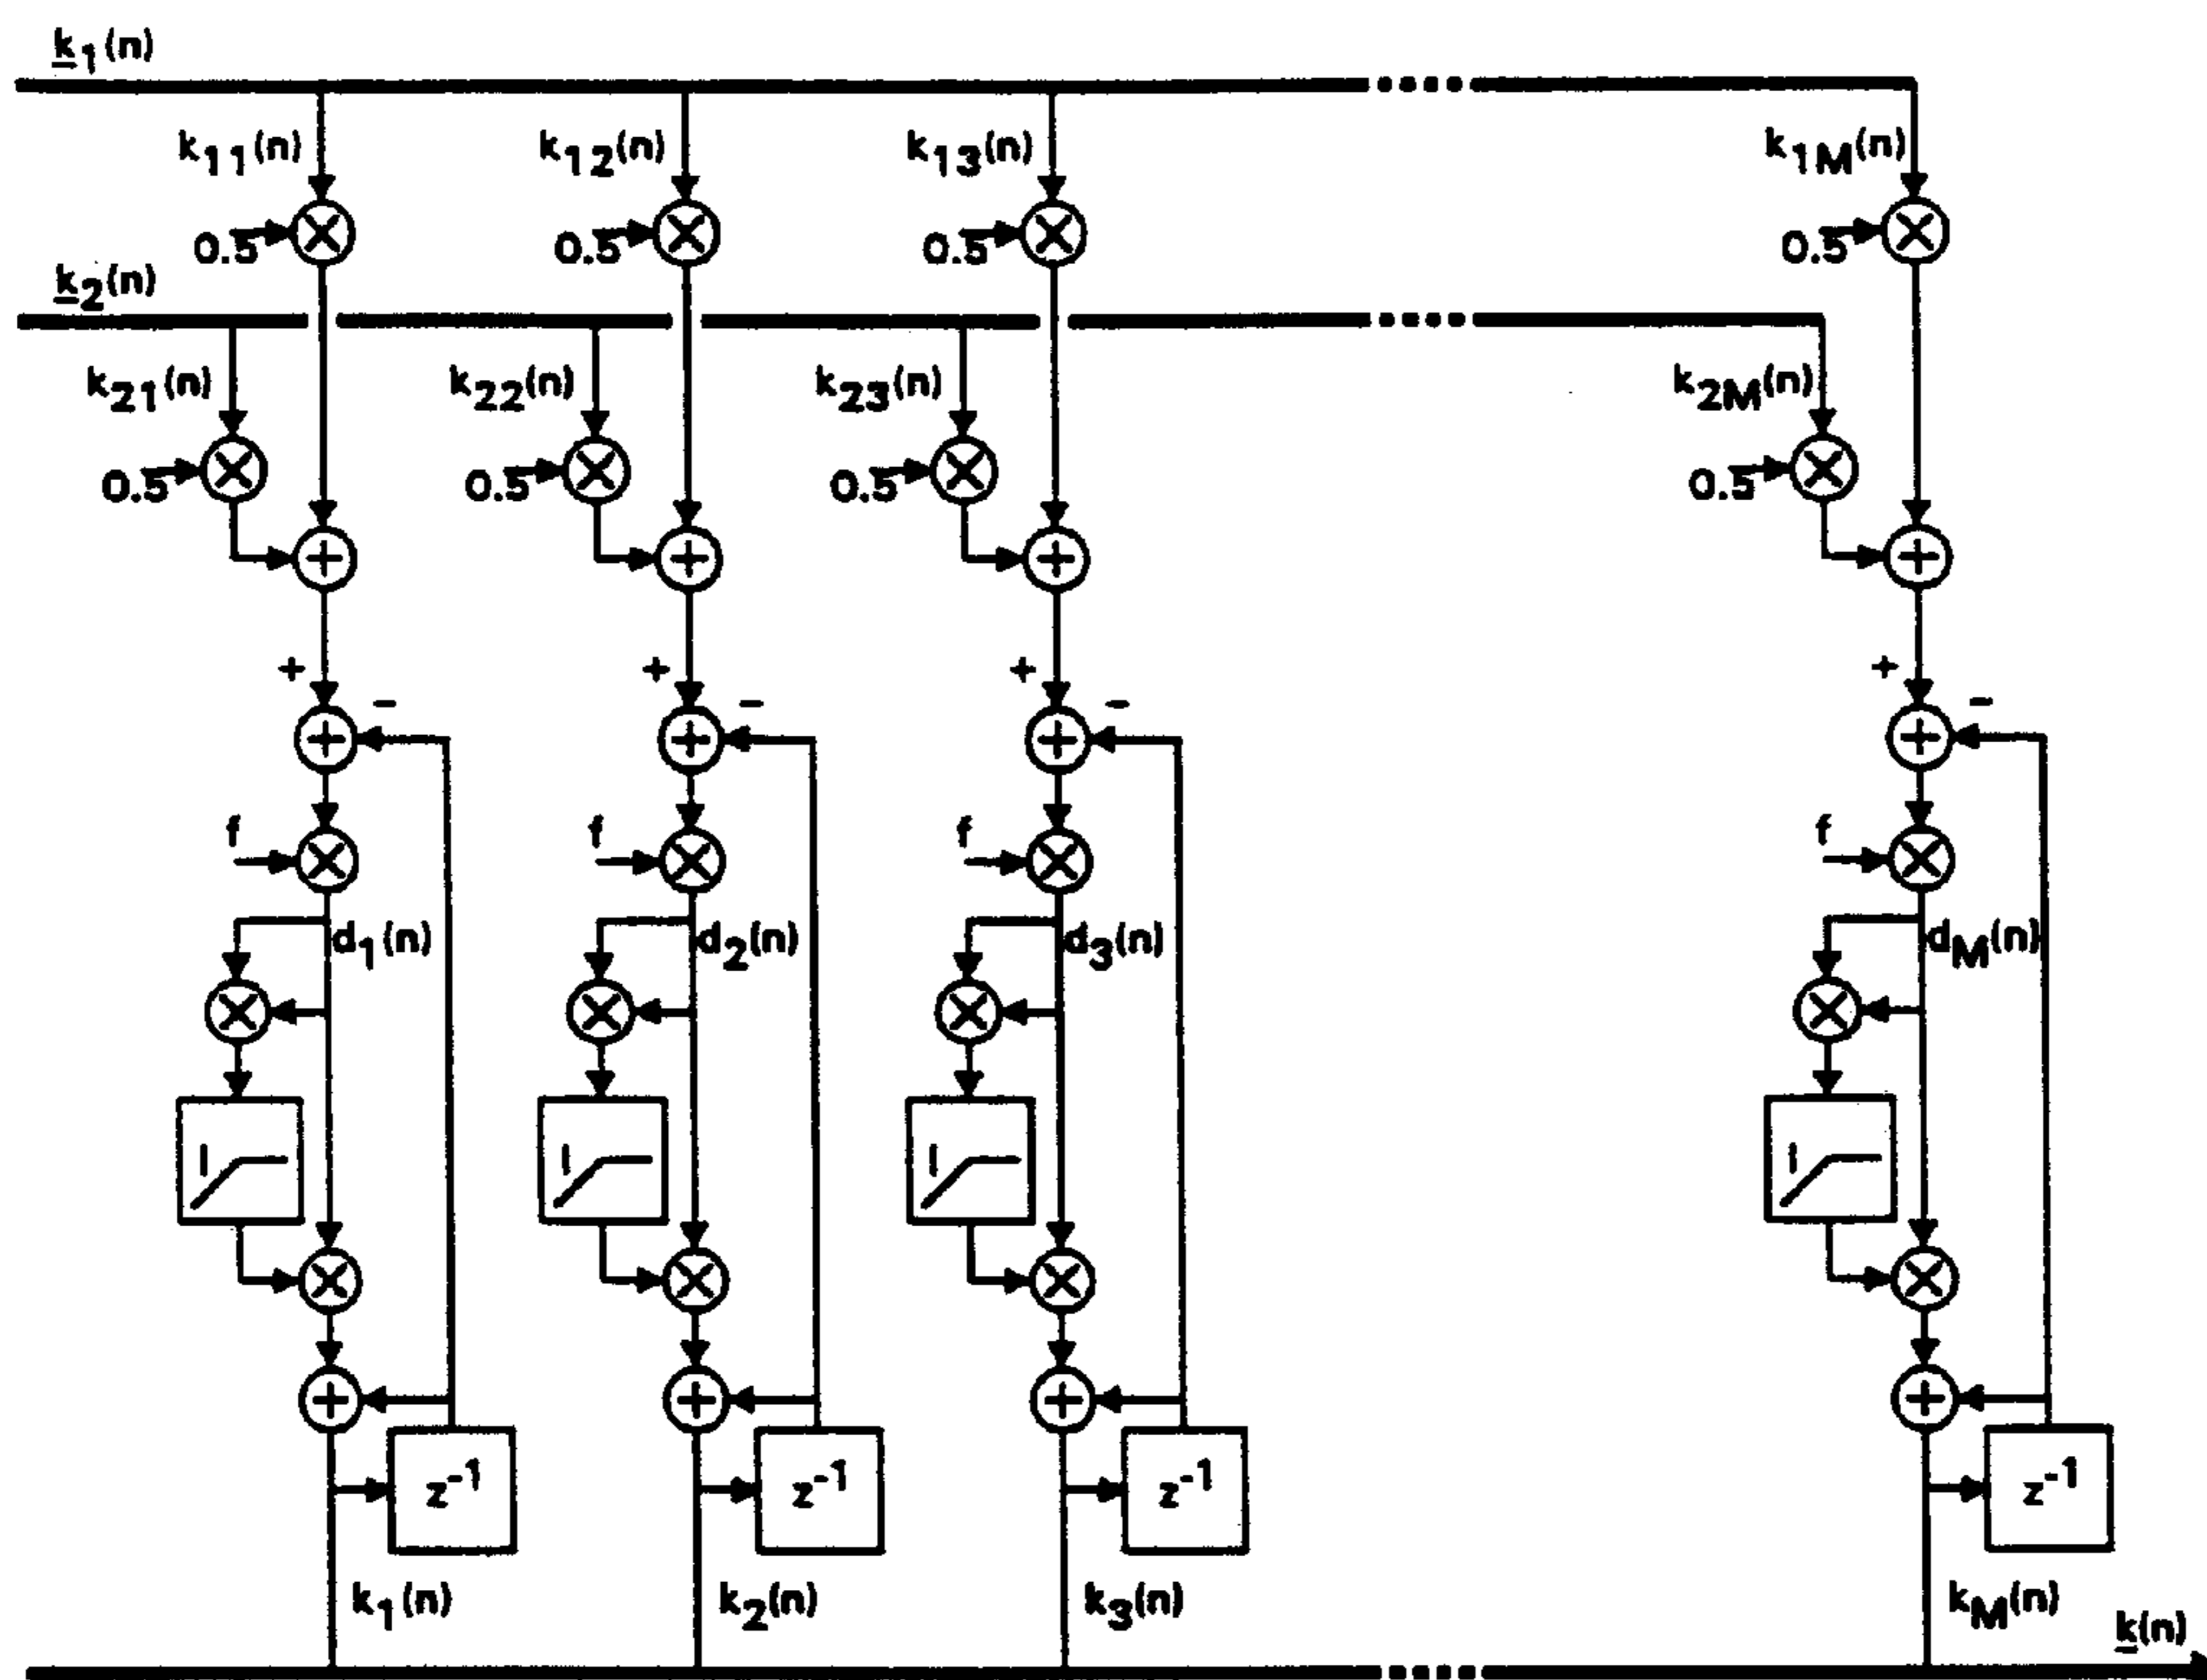 k1(n)
k11(n) k12(n) k13(n) k1M(n)
0.5 0.5 0.5 0.5
k2(n)
k21(n) k22(n) k23(n) k2M(n)
0.5 0.5 0.5 0.5
+ + + +
- - - -
f f f f
d1(n) d2(n) d3(n) dM(n)
z-1 z-1 z-1 z-1
k1(n) k2(n) k3(n) kM(n)
k(n)